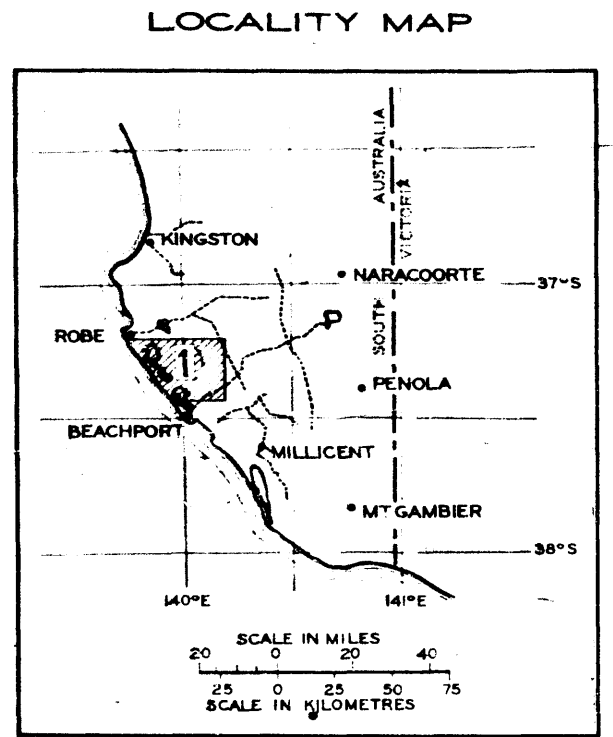 LOCALITY MAP
AUSTRALIA
VICTORIA
SOUTH
KINGSTON
NARACOORTE
37°S
ROBE
1
PENOLA
BEACHPORT
MILLICENT
MT GAMBIER
38°S
140°E 141°E
SCALE IN MILES
20 0 20 40
25 0 25 50 75
SCALE IN KILOMETRES